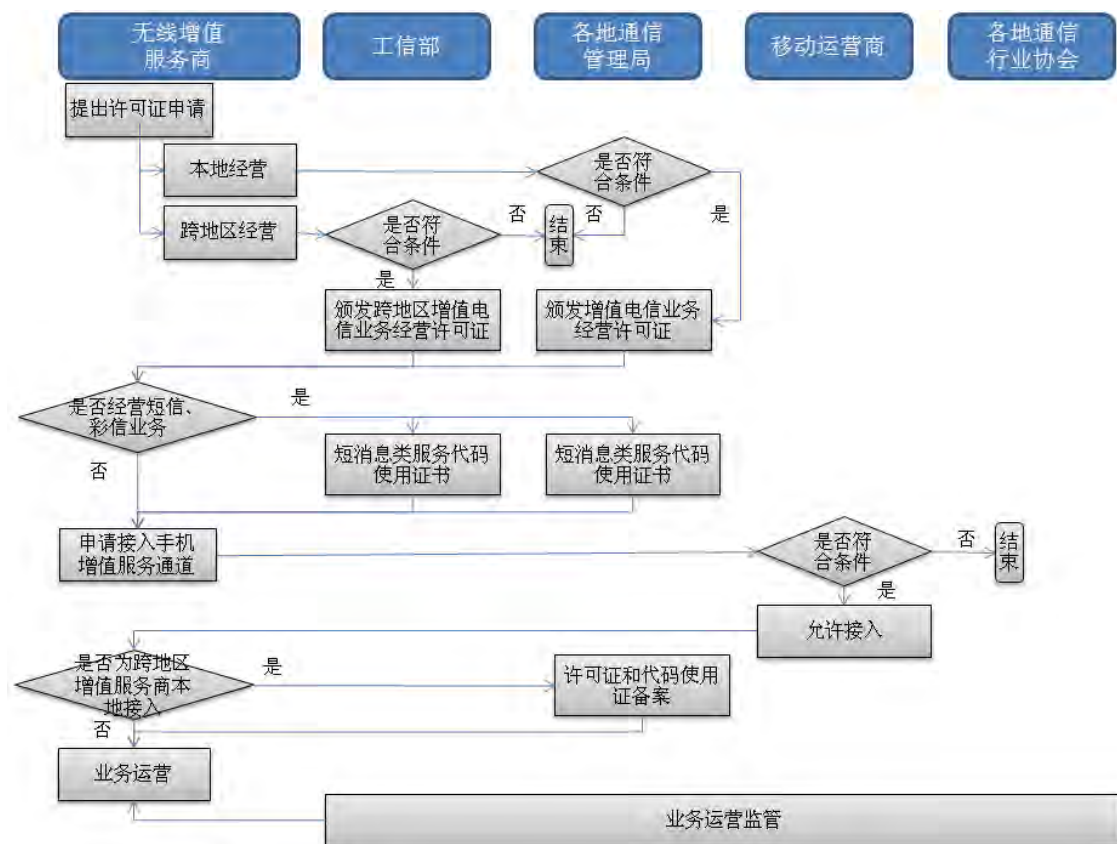 无线增值
服务商
工信部
各地通信
管理局
移动运营商
各地通信
行业协会
提出许可证申请
本地经营
是否符
合条件
跨地区经营
是否符
合条件
否
结
束
否
是
是
颁发跨地区增值电
信业务经营许可证
颁发增值电信业务
经营许可证
是否经营短信、
彩信业务
是
短消息类服务代码
使用证书
短消息类服务代码
使用证书
否
申请接入手机
增值服务通道
是否符
合条件
否
结
束
是
允许接入
是否为跨地区
增值服务商本
地接入
是
许可证和代码使用
证备案
否
业务运营
业务运营监管